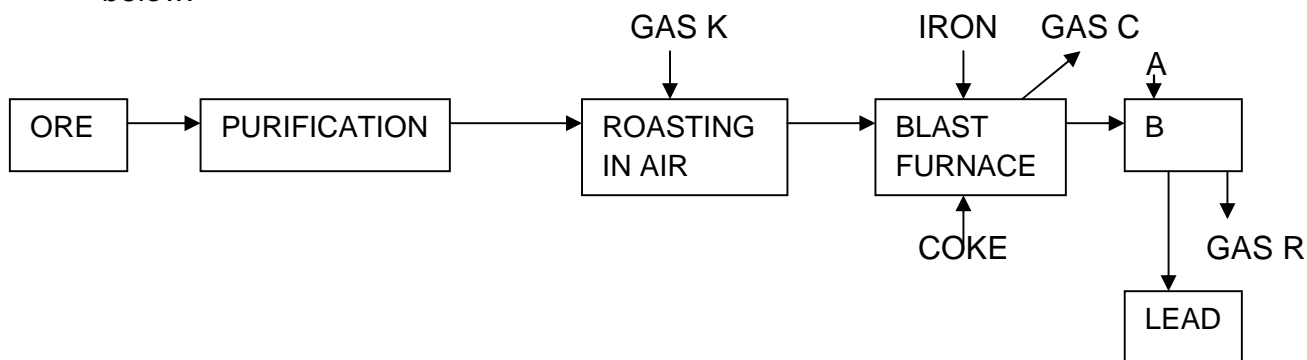 below.
GAS K IRON GAS C
A
ORE PURIFICATION ROASTING IN AIR BLAST FURNACE B
COKE GAS R
LEAD